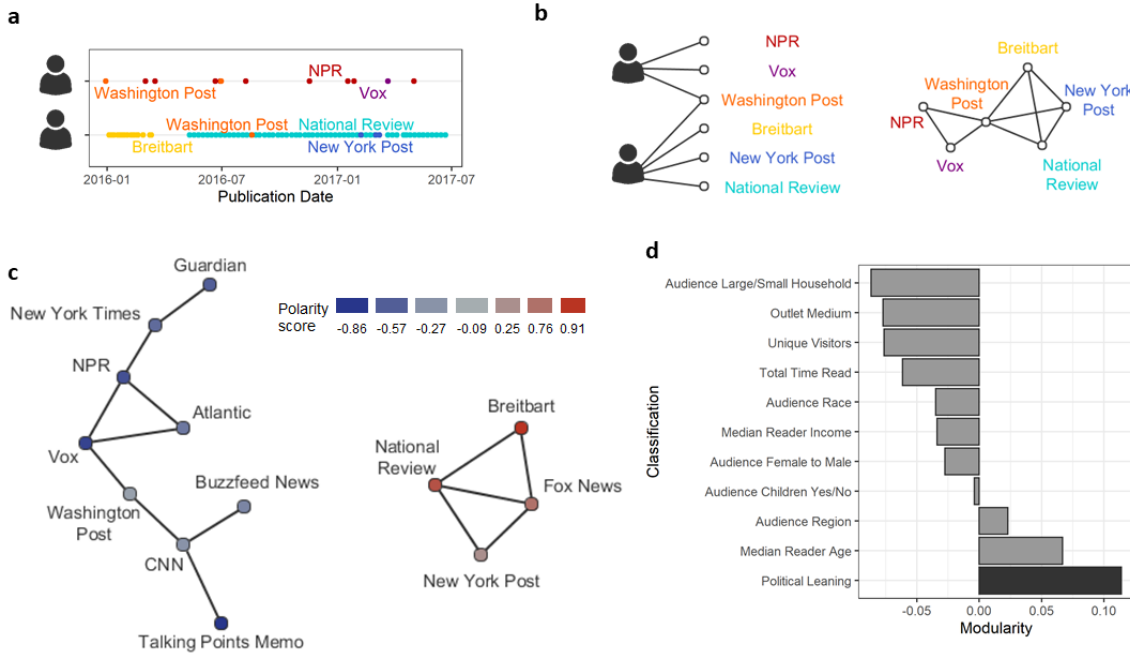 a
NPR
Washington Post
Vox
Washington Post
National Review
Breitbart
New York Post
2016-01
2016-07
2017-01
2017-07
Publication Date
b
NPR
Vox
Washington Post
Breitbart
New York Post
National Review
Breitbart
Washington
Post
New York
Post
NPR
Vox
National
Review
c
Guardian
New York Times
NPR
Atlantic
Vox
Buzzfeed News
Washington
Post
CNN
Talking Points Memo
Polarity
score
-0.86 -0.57 -0.27 -0.09 0.25 0.76 0.91
Breitbart
National
Review
Fox News
New York Post
d
Classification
Audience Large/Small Household
Outlet Medium
Unique Visitors
Total Time Read
Audience Race
Median Reader Income
Audience Female to Male
Audience Children Yes/No
Audience Region
Median Reader Age
Political Leaning
-0.05
0.00
0.05
0.10
Modularity